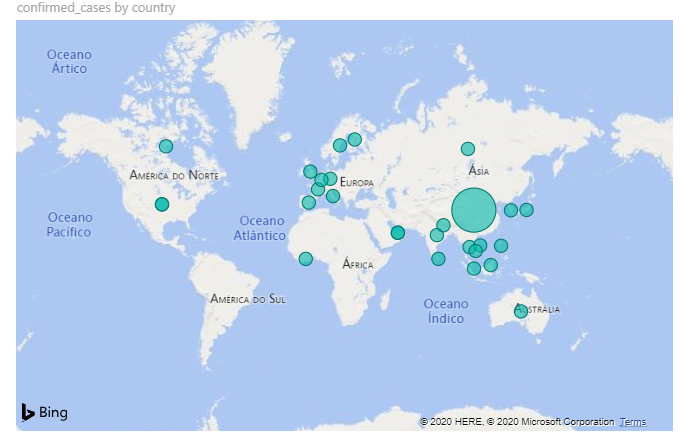 confirmed_cases by country
Oceano
Ártico
AMÉRICA DO NORTE
EUROPA
ÁSIA
Oceano
Pacífico
Oceano
Atlântico
ÁFRICA
AMÉRICA DO SUL
Oceano
Índico
AUSTRÁLIA
Bing
© 2020 HERE, © 2020 Microsoft Corporation Terms